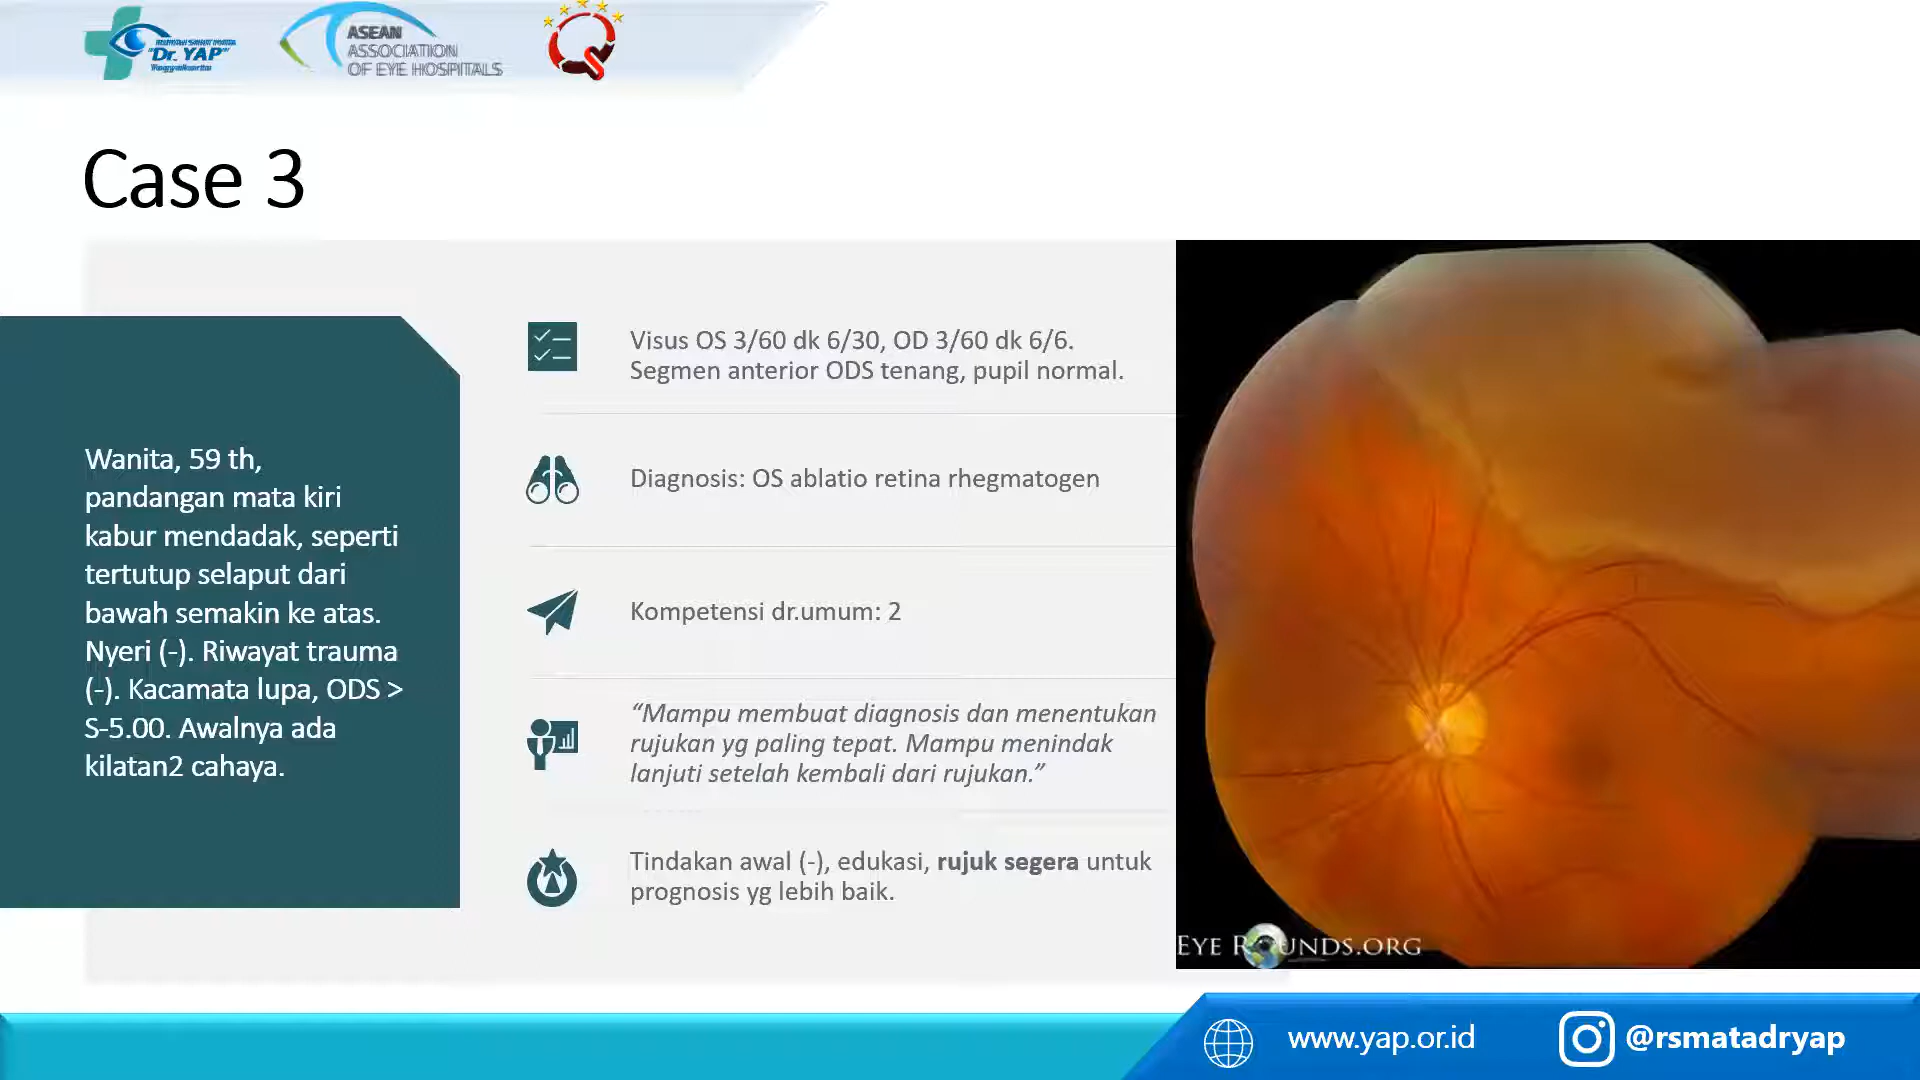 "Dr. YAP"
ASEAN
ASSOCIATION
OF EYE HOSPITALS
Case 3
Wanita, 59 th,
pandangan mata kiri
kabur mendadak, seperti
tertutup selaput dari
bawah semakin ke atas.
Nyeri (-). Riwayat trauma
(-). Kacamata lupa, ODS >
S-5.00. Awalnya ada
kilatan2 cahaya.
Visus OS 3/60 dk 6/30, OD 3/60 dk 6/6.
Segmen anterior ODS tenang, pupil normal.
Diagnosis: OS ablatio retina rhegmatogen
Kompetensi dr.umum: 2
“Mampu membuat diagnosis dan menentukan
rujukan yg paling tepat. Mampu menindak
lanjuti setelah kembali dari rujukan.”
Tindakan awal (-), edukasi, rujuk segera untuk
prognosis yg lebih baik.
EYE ROUNDS.ORG
www.yap.or.id
@rsmatadryap